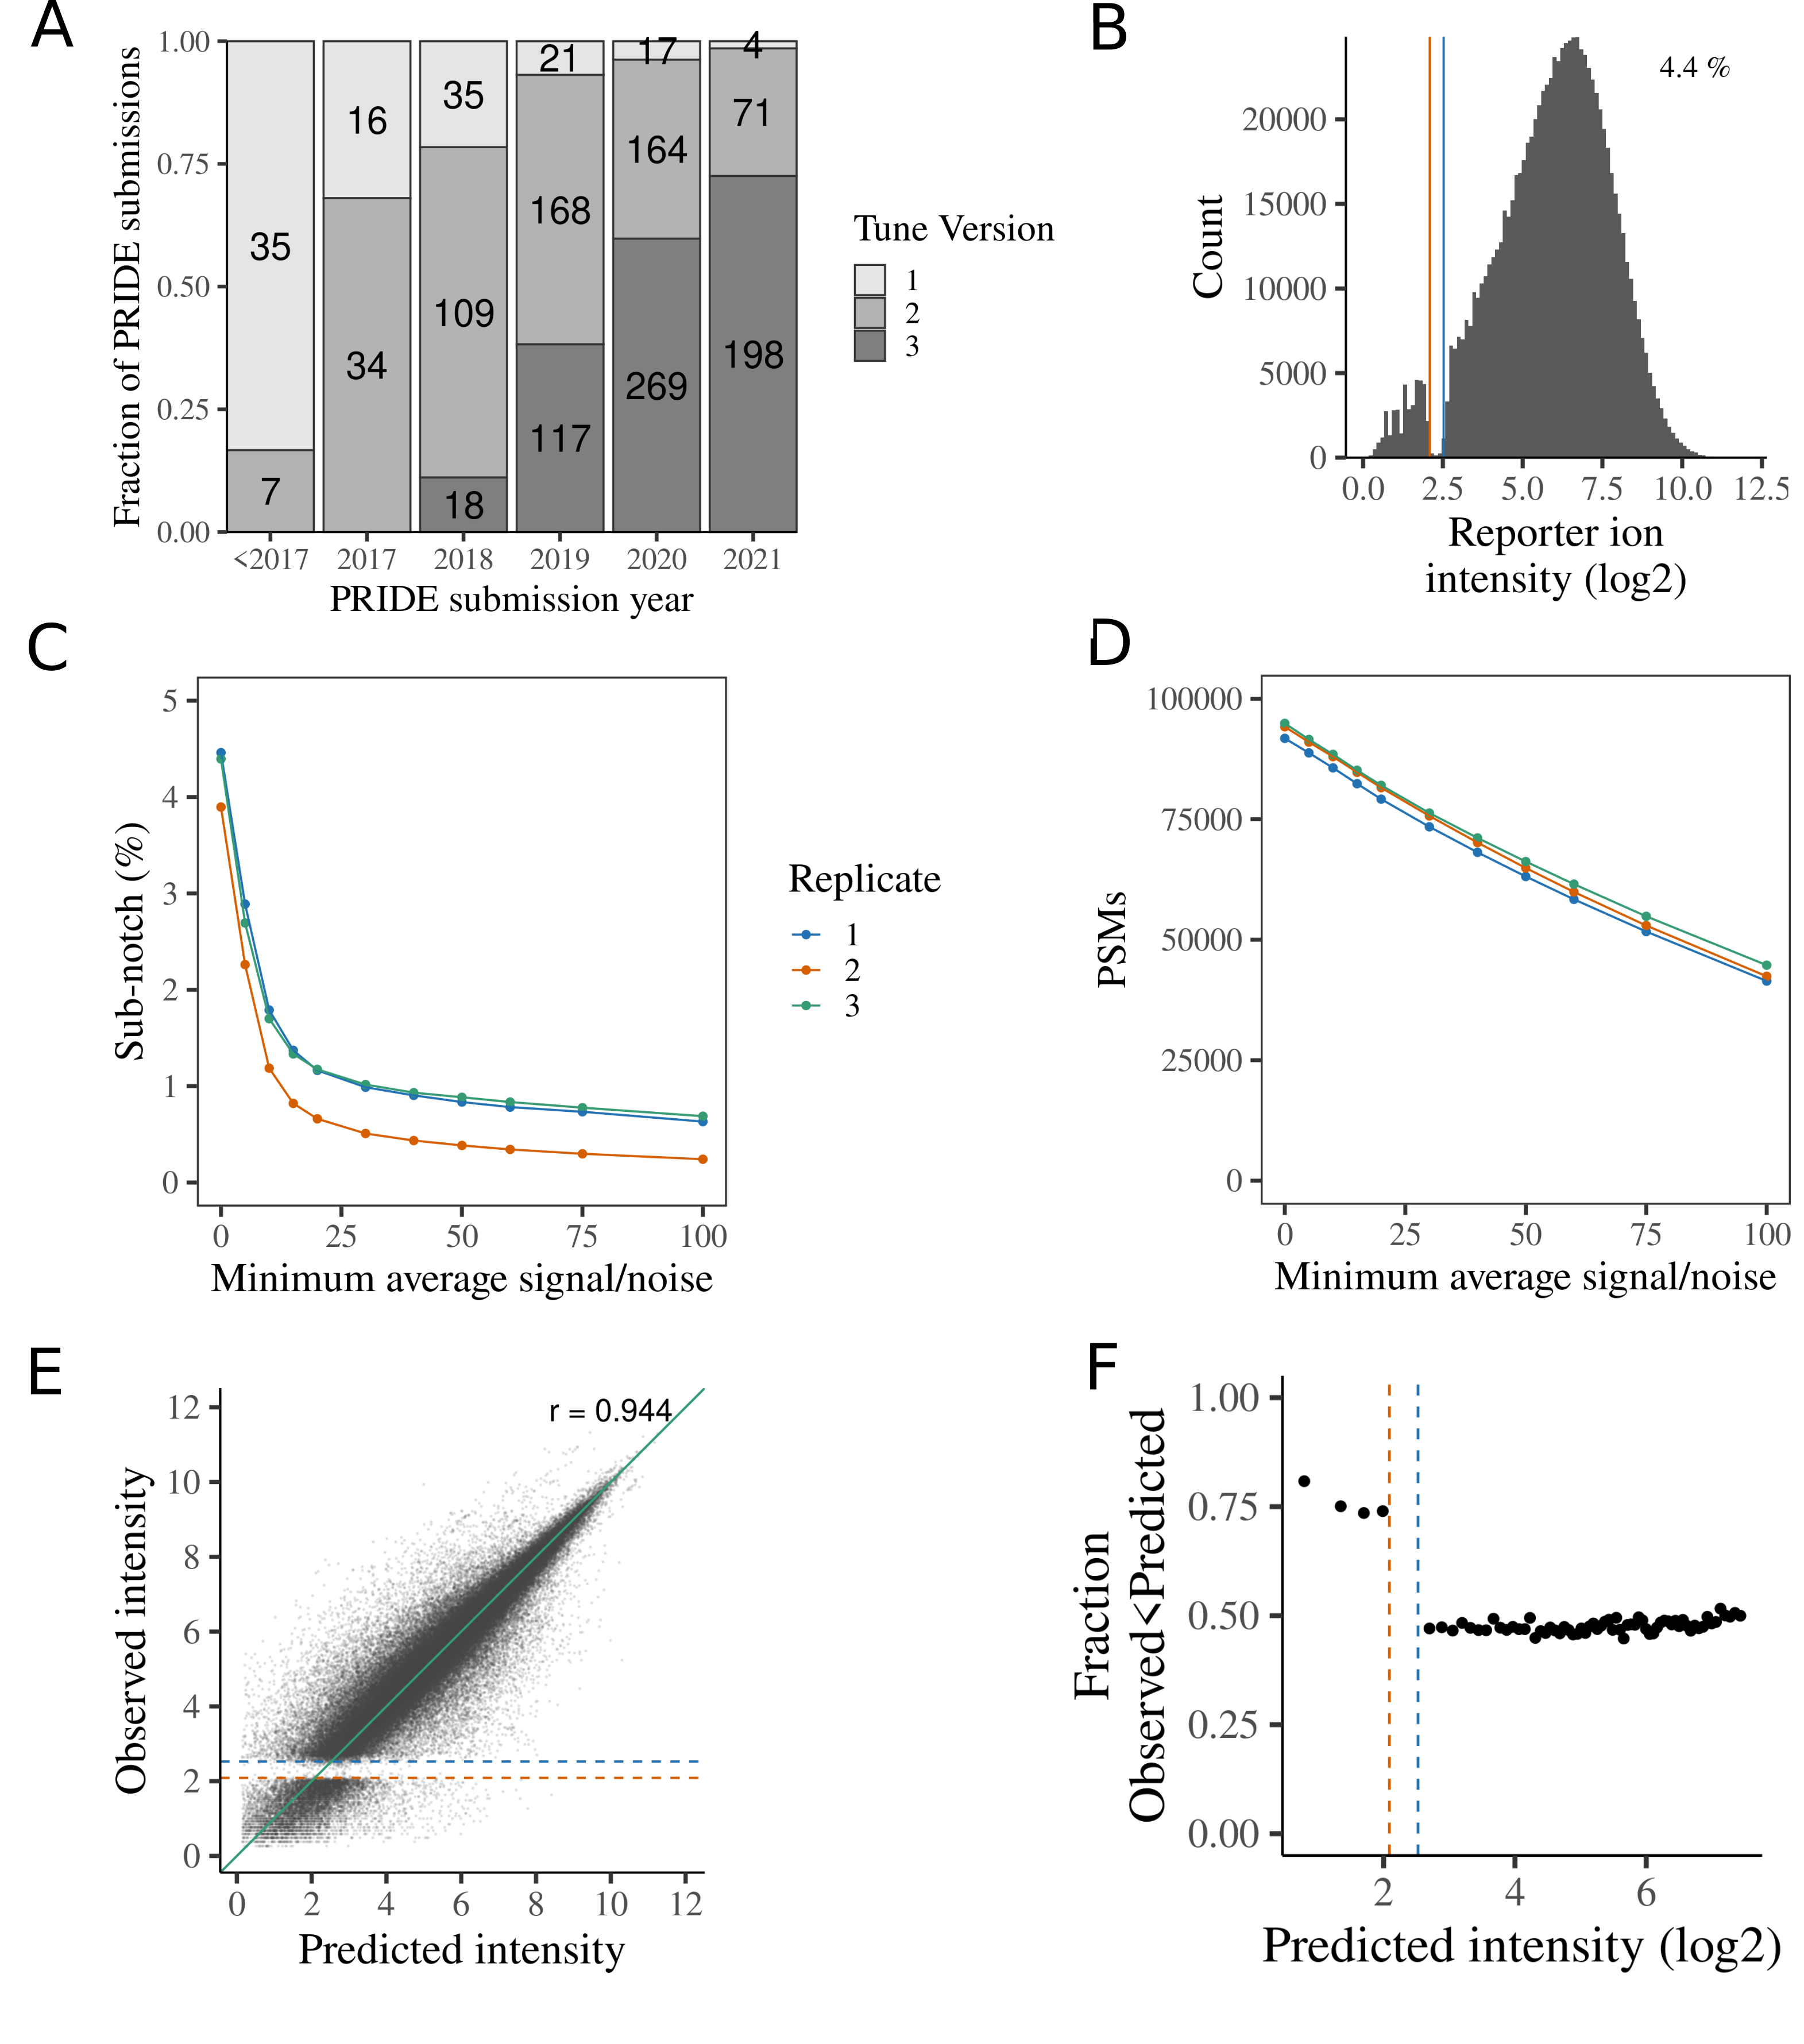 A
Fraction of PRIDE submissions
1.00
0.75
0.50
0.25
0.00
35
7
16
34
35
109
18
21
168
117
17
164
269
4
71
198
<2017 2017 2018 2019 2020 2021
PRIDE submission year
Tune Version
1
2
3
B
4.4 %
Count
20000
15000
10000
5000
0
0.0 2.5 5.0 7.5 10.0 12.5
Reporter ion
intensity (log2)
C
Sub-notch (%)
5
4
3
2
1
0
0 25 50 75 100
Minimum average signal/noise
Replicate
1
2
3
D
PSMs
100000
75000
50000
25000
0
0 25 50 75 100
Minimum average signal/noise
E
r = 0.944
Observed intensity
12
10
8
6
4
2
0
0 2 4 6 8 10 12
Predicted intensity
F
Fraction
Observed<Predicted
1.00
0.75
0.50
0.25
0.00
2 4 6
Predicted intensity (log2)